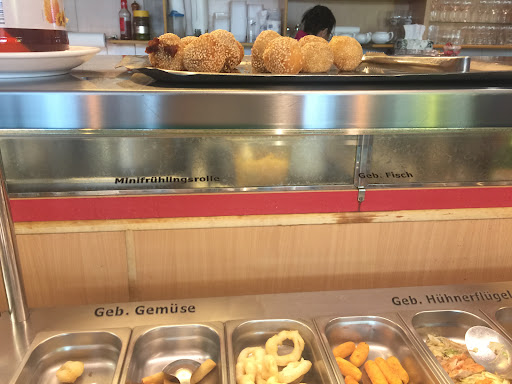 Minifrühlingsrolle
Geb. Fisch
Geb. Gemüse
Geb. Hühnerflügel